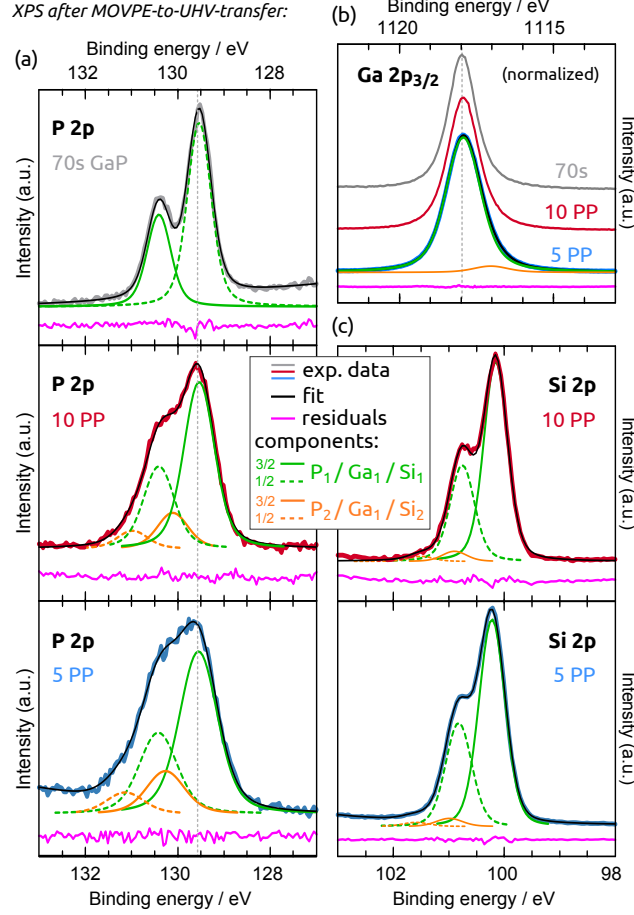 XPS after MOVPE-to-UHV-transfer:
(a)
Binding energy / eV
132 131 129 128
P 2p
70s GaP
Intensity (a.u.)
P 2p
10 PP
Intensity (a.u.)
P 2p
5 PP
Intensity (a.u.)
132 130 128
Binding energy / eV
(b)
Binding energy / eV
1120 1115
Ga 2p3/2 (normalized)
70s
10 PP
5 PP
Intensity (a.u.)
exp. data
fit
residuals
components:
3/2
1/2
P1 / Ga1 / Si1
3/2
1/2
P2 / Ga1 / Si2
(c)
Si 2p
10 PP
Intensity (a.u.)
Si 2p
5 PP
Intensity (a.u.)
102 100 98
Binding energy / eV